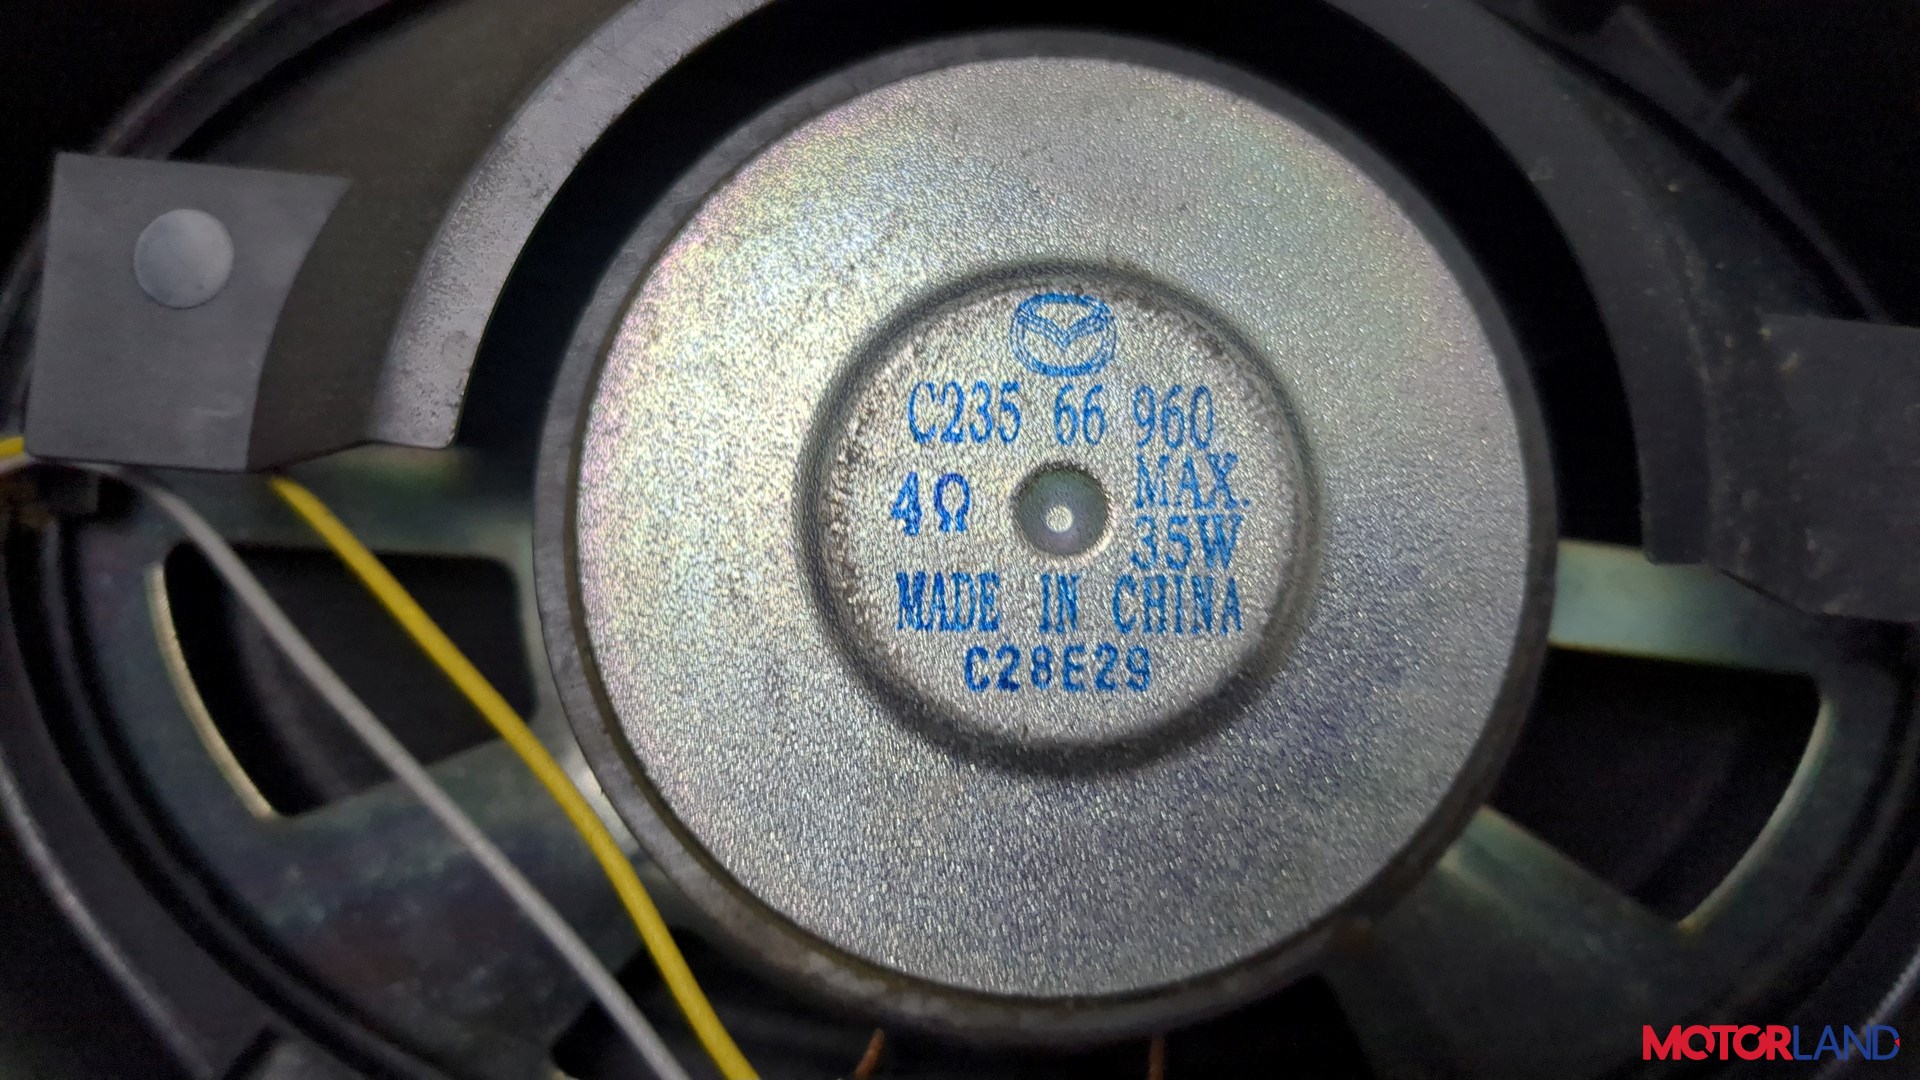 C235 66 960
4Ω MAX. 35W
MADE IN CHINA
C28E29
MOTORLAND